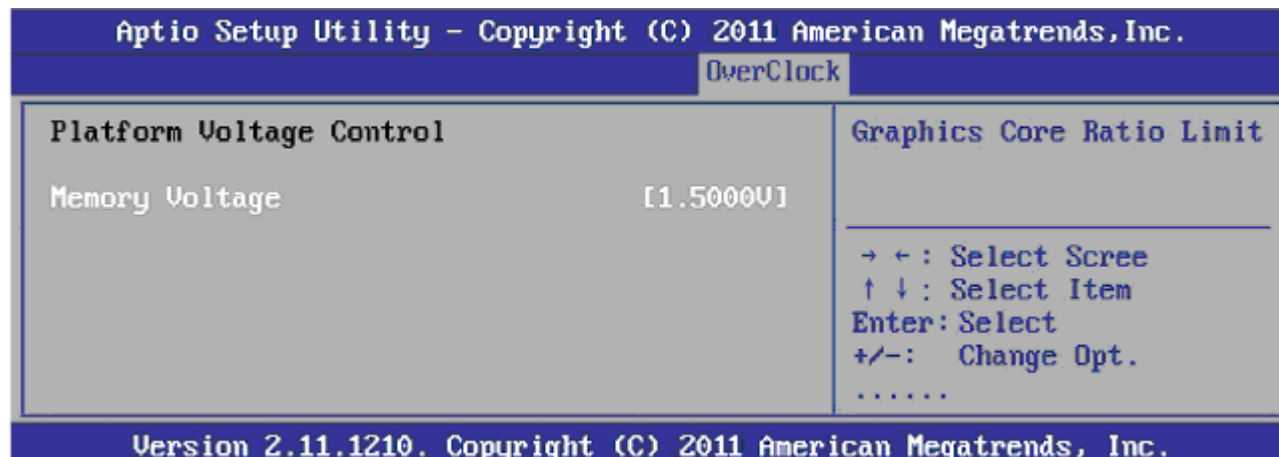 Aptio Setup Utility - Copyright (C) 2011 American Megatrends,Inc.
OverClock
Platform Voltage Control
Memory Voltage [1.5000V]
Graphics Core Ratio Limit
→ ←: Select Scree
↑ ↓: Select Item
Enter: Select
+/-: Change Opt.
......
Version 2.11.1210. Copyright (C) 2011 American Megatrends, Inc.